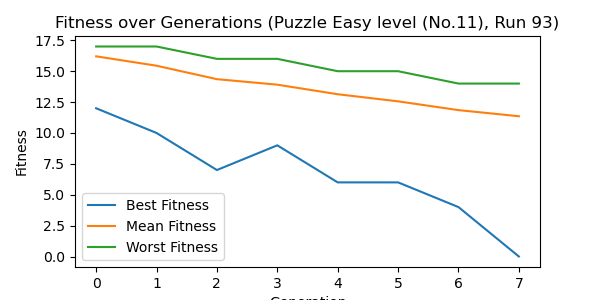 Fitness over Generations (Puzzle Easy level (No.11), Run 93)
Fitness
17.5
15.0
12.5
10.0
7.5
5.0
2.5
0.0
Best Fitness
Mean Fitness
Worst Fitness
0 1 2 3 4 5 6 7
Generation